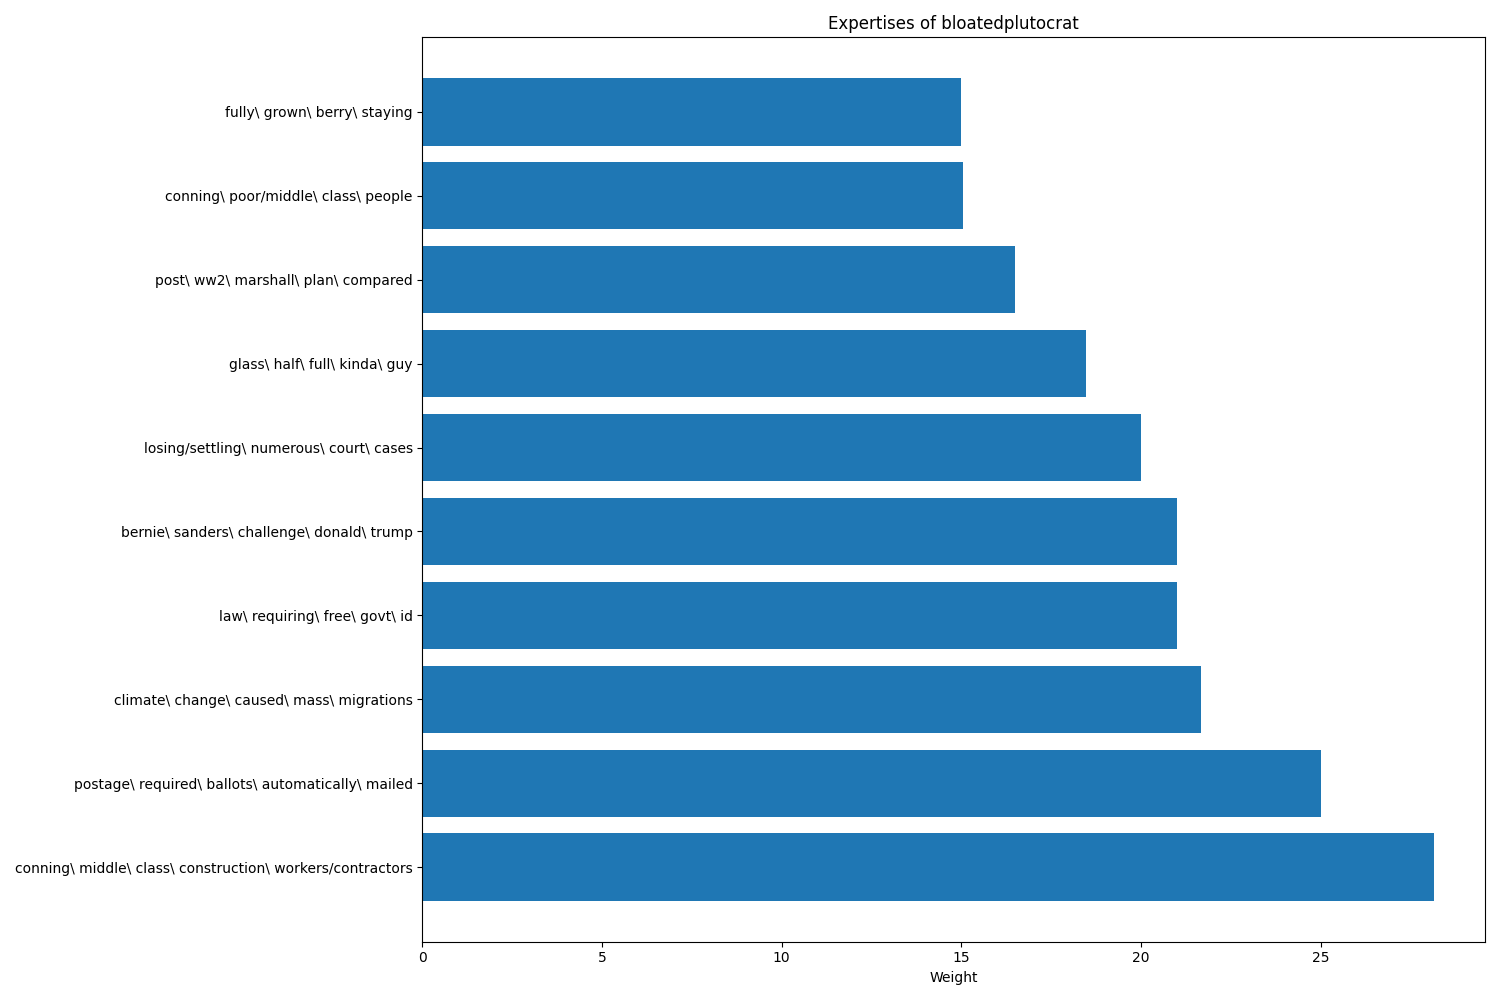 Expertises of bloatedplutocrat
fully\ grown\ berry\ staying
conning\ poor/middle\ class\ people
post\ ww2\ marshall\ plan\ compared
glass\ half\ full\ kinda\ guy
losing/settling\ numerous\ court\ cases
bernie\ sanders\ challenge\ donald\ trump
law\ requiring\ free\ govt\ id
climate\ change\ caused\ mass\ migrations
postage\ required\ ballots\ automatically\ mailed
conning\ middle\ class\ construction\ workers/contractors
0 5 10 15 20 25
Weight